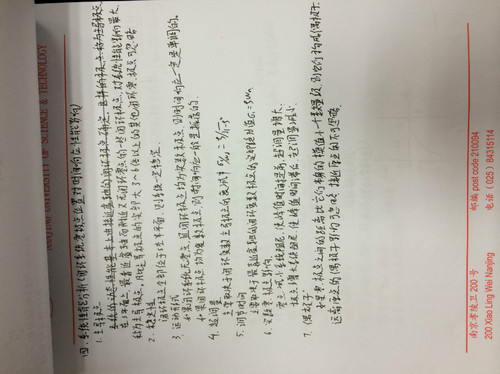 NANJING UNIVERSITY OF SCIENCE & TECHNOLOGY
四. 系统性能分析(闭环系统零极点位置对时间响应性能影响)
1. 主导极点
系统的动态性能基本上由接近虚轴的闭环极点确定, 这样的极点, 称为主导极点
在s平面上, 最靠近虚轴而附近又无闭环零点的一些闭环极点, 对系统性能影响最大
称为主导极点, 凡比主导极点的实部大3~6倍以上的其他闭环零极点可忽略
2. 稳定性
闭环极点全部位于s左半平面, 则系统一定稳定.
3. 运动形式
如果闭环系统无零点, 且闭环极点均为实数极点, 则时间响应一定是单调的.
如果闭环极点均为复数极点, 则时间响应一般是振荡的.
4. 超调量
主要取决于闭环复数主导极点的衰减率
5. 调节时间
主要取决于最靠近虚轴的闭环复数极点的实部绝对值
6. 实数零极点影响
零点减小系统阻尼, 使峰值时间提前, 超调量增大.
极点增大系统阻尼, 使峰值时间滞后, 超调量减小.
7. 偶极子
如果零极点之间的距离比它们本身的模值小一个数量级, 则它们构成偶极子.
远离原点的偶极子影响可忽略 接近原点的不可忽略.
南京孝陵卫 200 号 邮编 post code 210094
200 Xiao Ling Wei Nanjing 电话 (025) 84315114